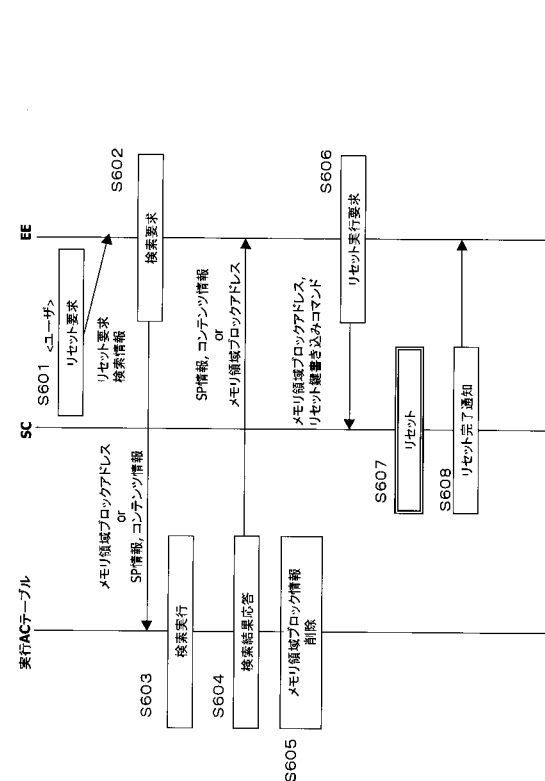 実行ACテーブル
SC
EE
S601
<ユーザ>
リセット要求
リセット要求
検索情報
S602
検索要求
メモリ領域ブロックアドレス
or
SP情報, コンテンツ情報
S603
検索実行
S604
検索結果応答
SP情報, コンテンツ情報
or
メモリ領域ブロックアドレス
S605
メモリ領域ブロック情報
削除
S606
リセット実行要求
メモリ領域ブロックアドレス,
リセット鍵書き込みコマンド
S607
リセット
S608
リセット完了通知